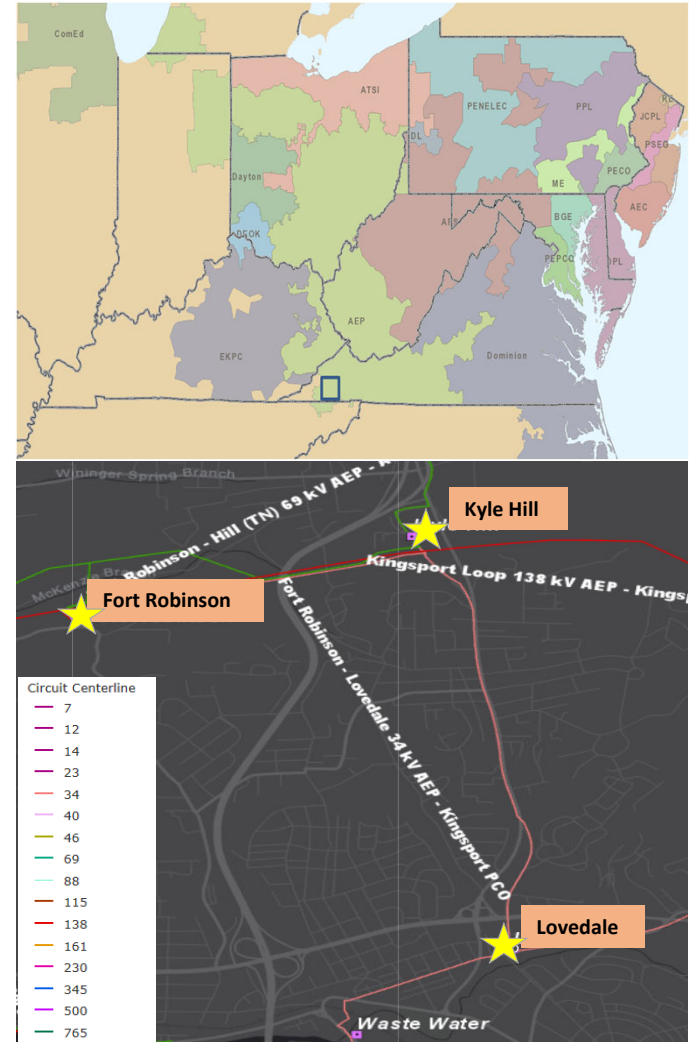 ComEd
ATSI
PENELEC
PPL
JCPL
PSEG
DL
Dayton
ME
PECO
AEC
BGE
DEOK
PEPCO
DPL
AEP
EKPC
Dominion
Wininger Spring Branch
Robinson - Hill (TN) 69 kV AEP -
Kyle Hill
Kingsport Loop 138 kV AEP - Kingsp
McKenzie Bra
Fort Robinson
Fort Robinson - Lovedale 34 kV AEP - Kingsport PCO
Circuit Centerline
7
12
14
23
34
40
46
69
88
115
138
161
230
345
500
765
Lovedale
Waste Water